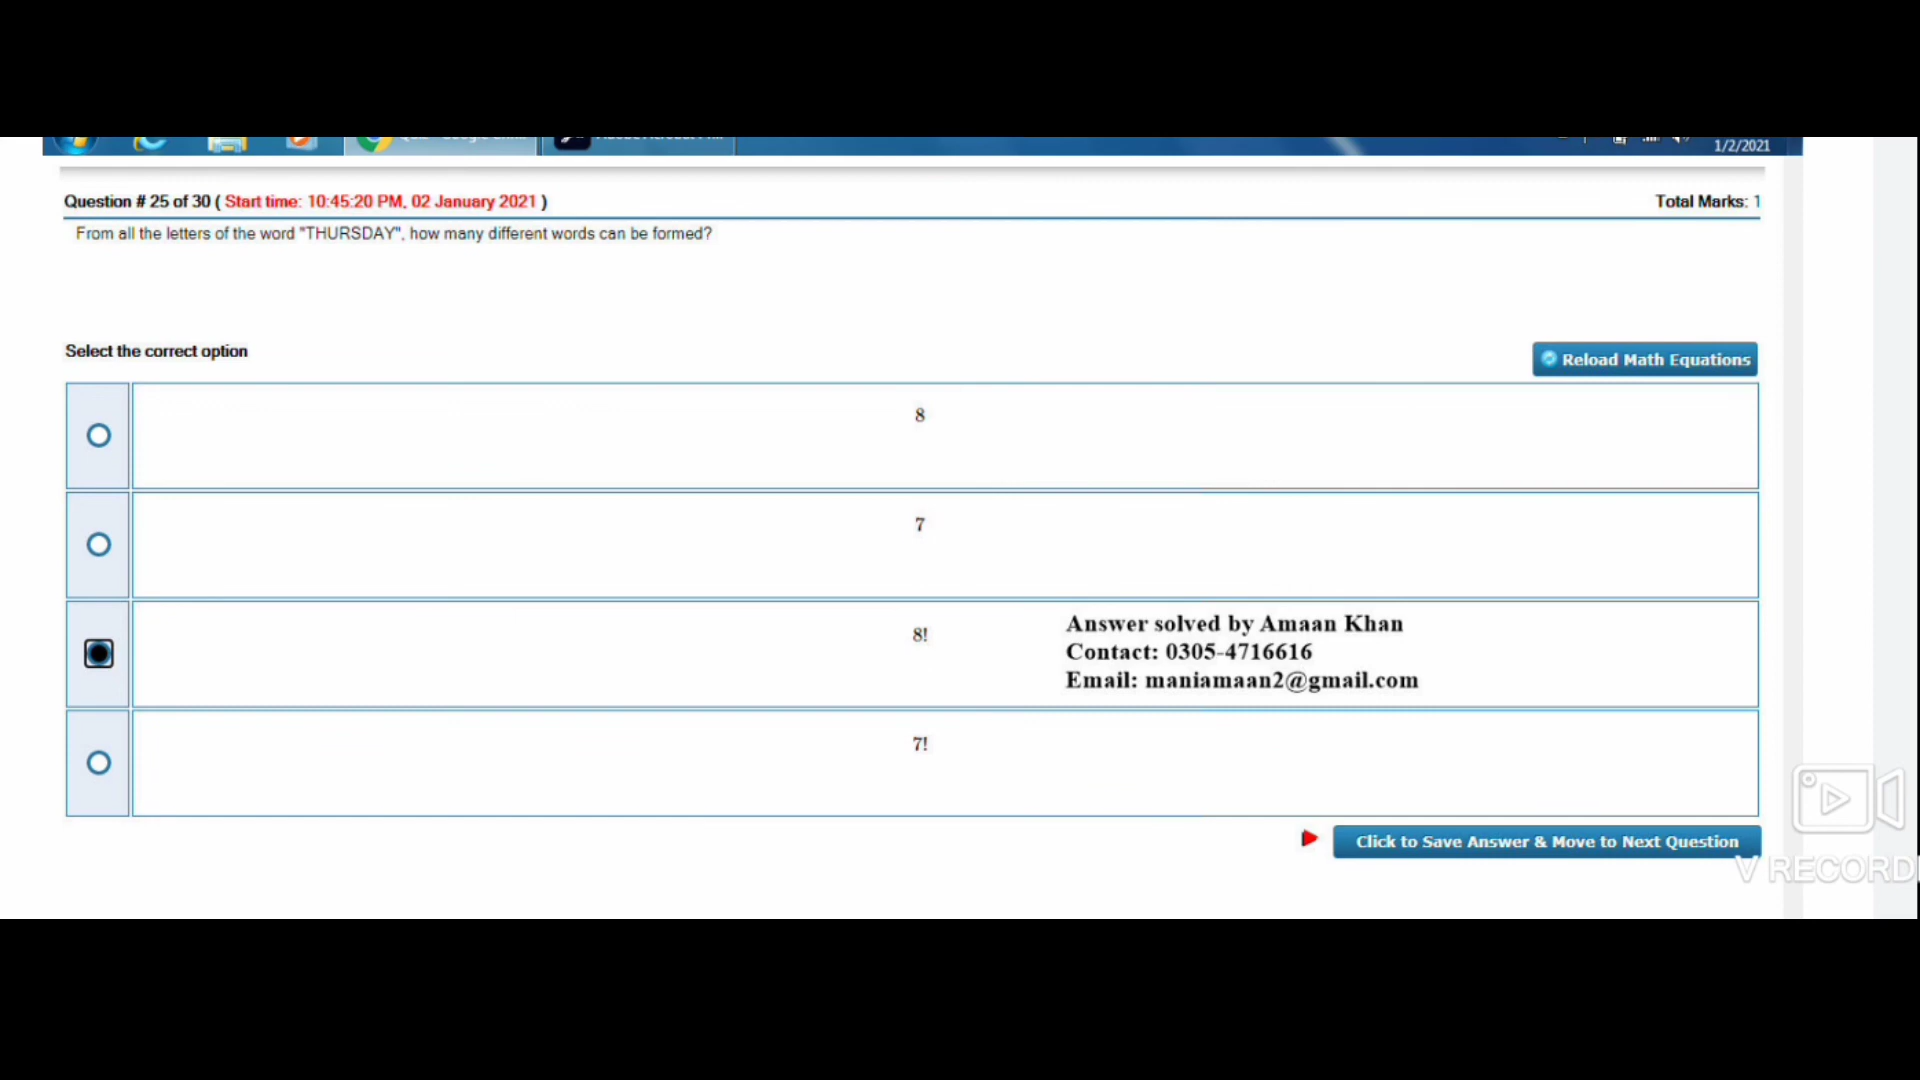 1/2/2021
Question # 25 of 30 ( Start time: 10:45:20 PM, 02 January 2021 )
Total Marks: 1
From all the letters of the word "THURSDAY", how many different words can be formed?
Select the correct option
Reload Math Equations
8
7
8!
Answer solved by Amaan Khan
Contact: 0305-4716616
Email: maniamaan2@gmail.com
7!
Click to Save Answer & Move to Next Question
V RECORD